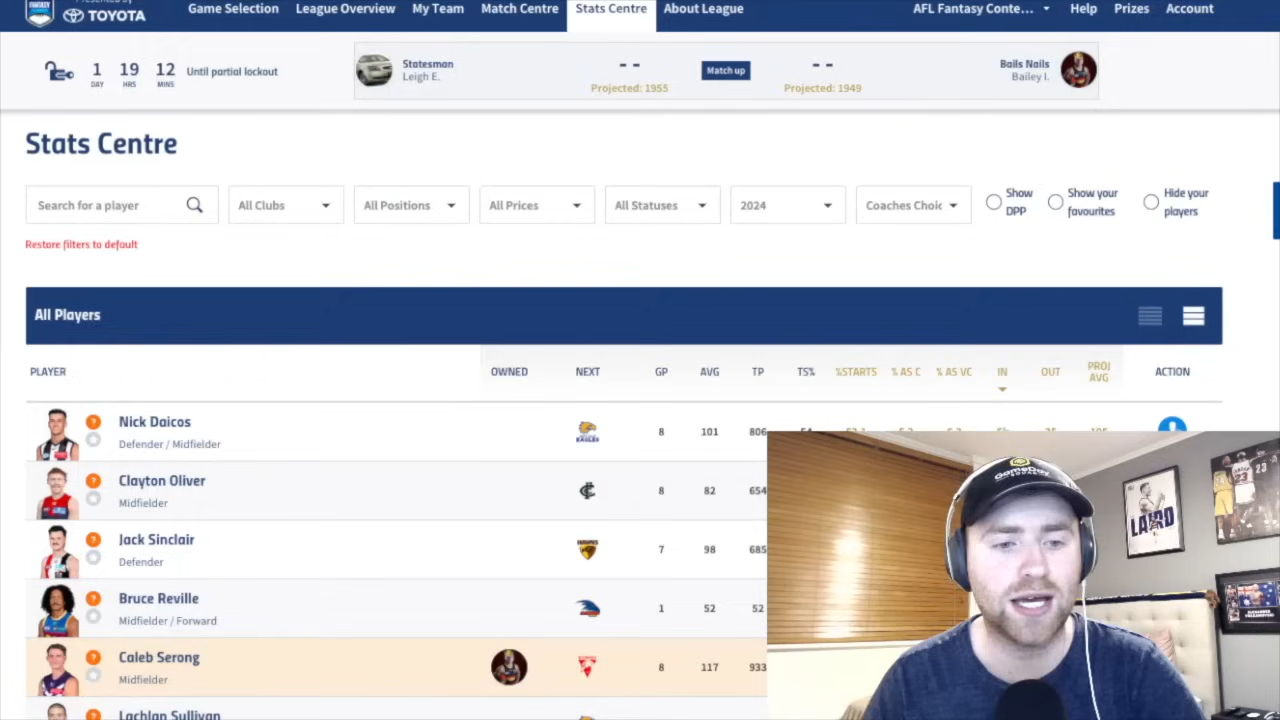 Presented by
TOYOTA
Game Selection League Overview My Team Match Centre Stats Centre About League AFL Fantasy Conte... Help Prizes Account
1 19 12 Until partial lockout
DAY HRS MINS
Statesman
Leigh E.
- -
Projected: 1955
Match up
- -
Projected: 1949
Bails Nails
Bailey I.
Stats Centre
Search for a player All Clubs All Positions All Prices All Statuses 2024 Coaches Choic
Show DPP
Show your favourites
Hide your players
Restore filters to default
All Players
PLAYER OWNED NEXT GP AVG TP TS% %STARTS % AS C % AS VC IN OUT PROJ AVG ACTION
Nick Daicos 8 101 806
Defender / Midfielder
Clayton Oliver 8 82 654
Midfielder
Jack Sinclair 7 98 685
Defender
Bruce Reville 1 52 52
Midfielder / Forward
Caleb Serong 8 117 933
Midfielder
Lachlan Sullivan
HAWKS
GameDay
LAIRD
23